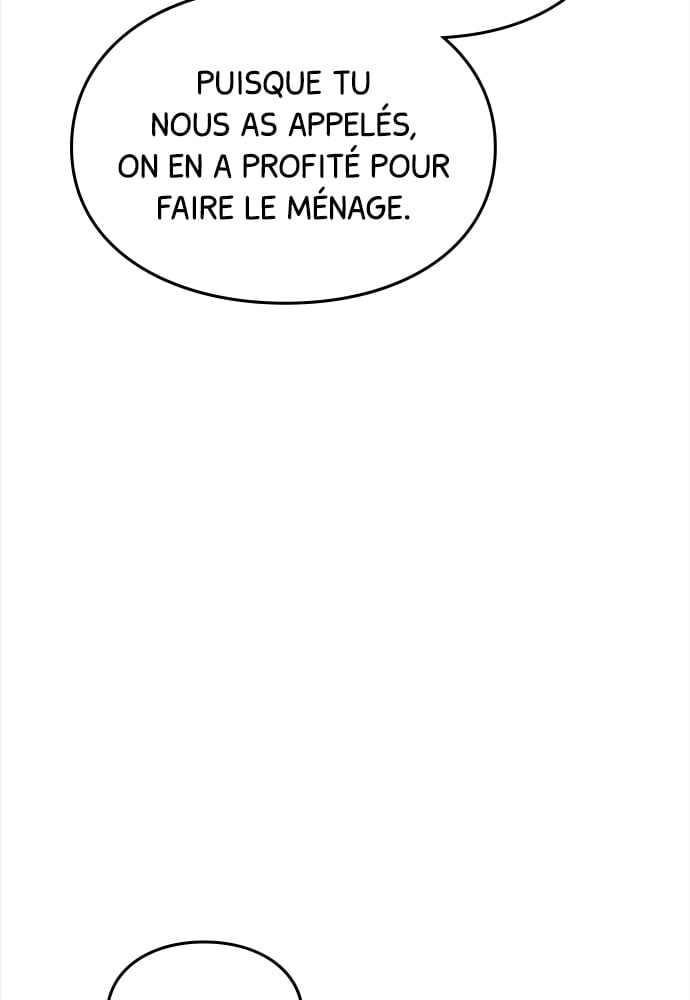 PUISQUE TU
NOUS AS APPELÉS,
ON EN A PROFITÉ POUR
FAIRE LE MÉNAGE.